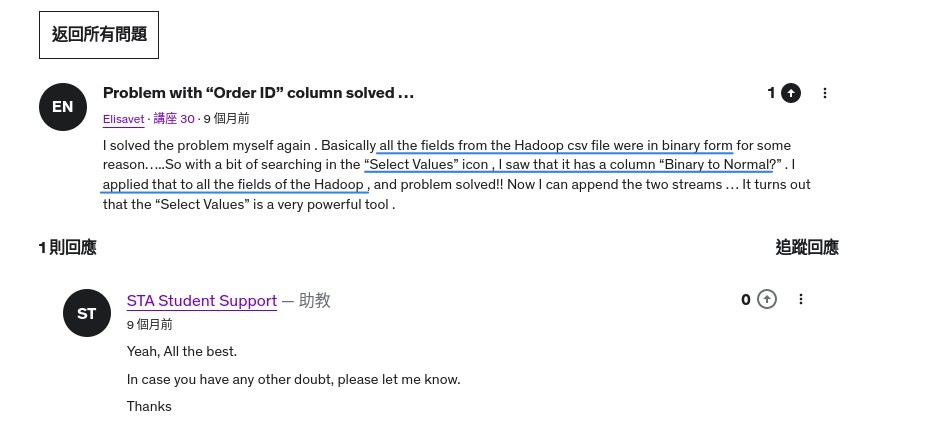 返回所有問題
EN
Problem with “Order ID” column solved ...
1
Elisavet · 講座 30 · 9 個月前
I solved the problem myself again . Basically all the fields from the Hadoop csv file were in binary form for some
reason.....So with a bit of searching in the “Select Values” icon , I saw that it has a column “Binary to Normal?” . I
applied that to all the fields of the Hadoop , and problem solved!! Now I can append the two streams ... It turns out
that the “Select Values” is a very powerful tool .
1 則回應
追蹤回應
ST
STA Student Support — 助教
0
9 個月前
Yeah, All the best.
In case you have any other doubt, please let me know.
Thanks